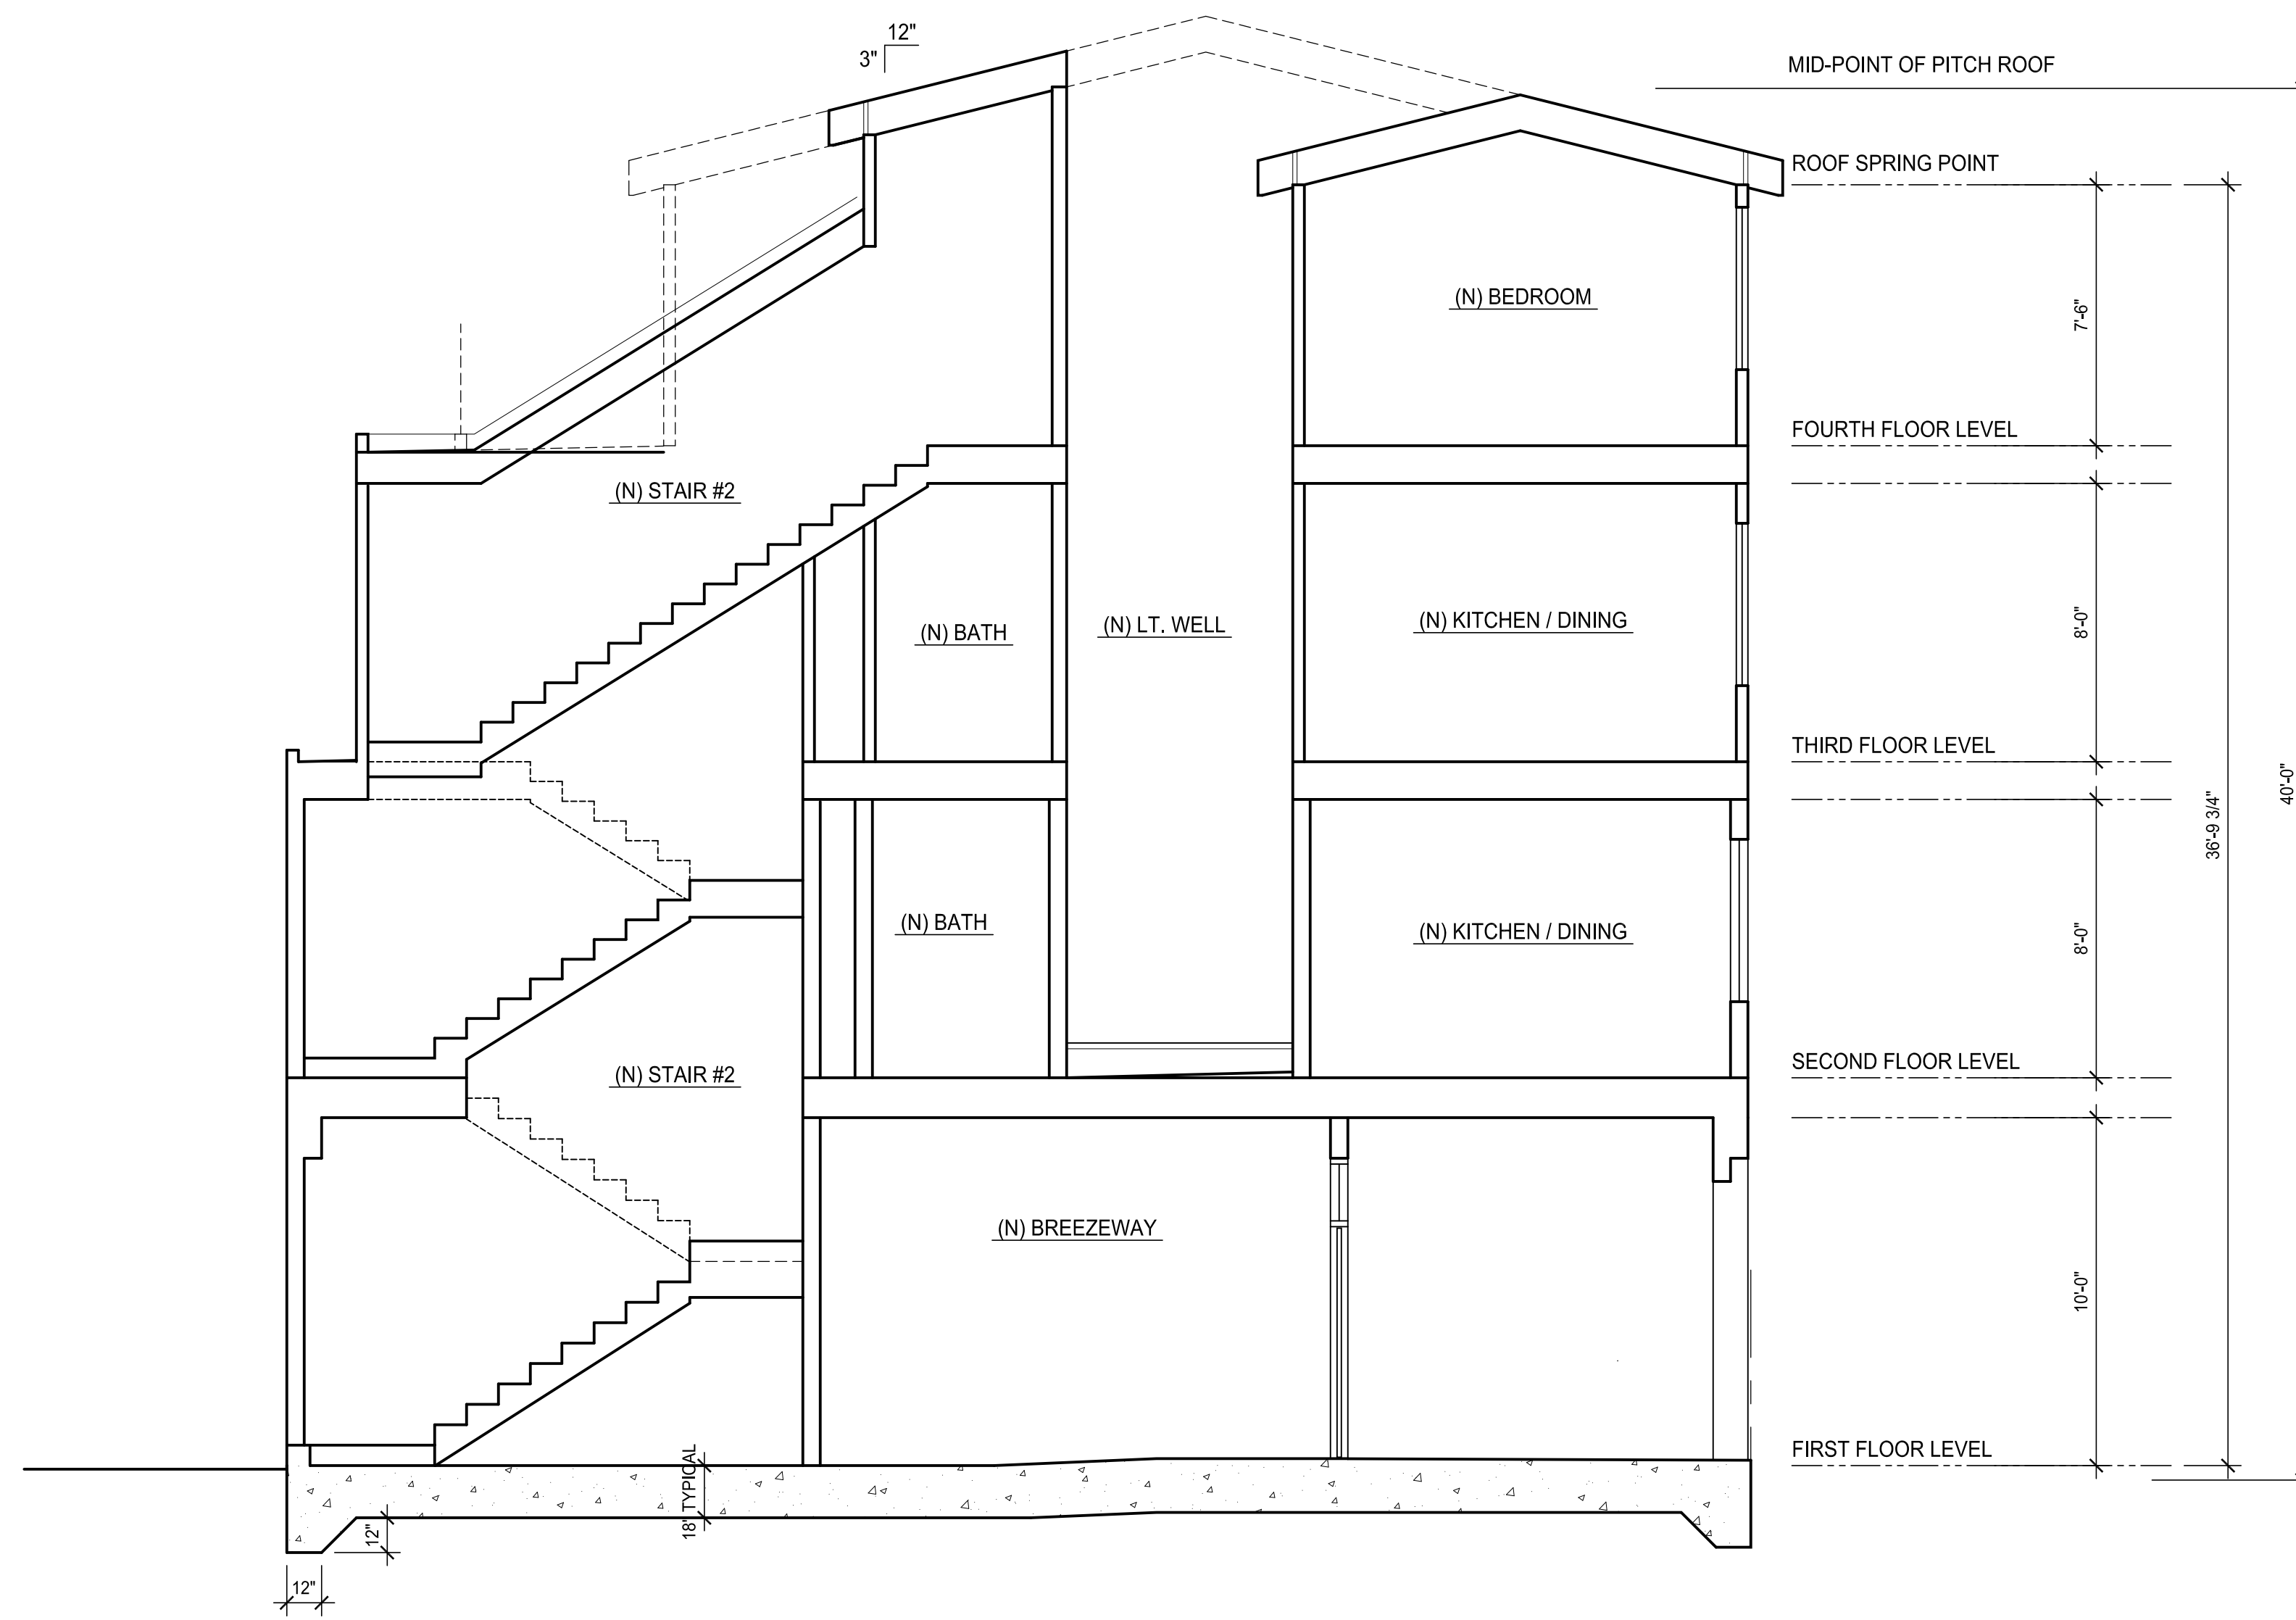 12"
3"
MID-POINT OF PITCH ROOF
ROOF SPRING POINT
(N) BEDROOM
7'-6"
FOURTH FLOOR LEVEL
(N) STAIR #2
(N) BATH
(N) LT. WELL
(N) KITCHEN / DINING
8'-0"
THIRD FLOOR LEVEL
40'-0"
36'-9 3/4"
(N) BATH
(N) KITCHEN / DINING
8'-0"
SECOND FLOOR LEVEL
(N) STAIR #2
(N) BREEZEWAY
10'-0"
FIRST FLOOR LEVEL
18" TYPICAL
12"
12"